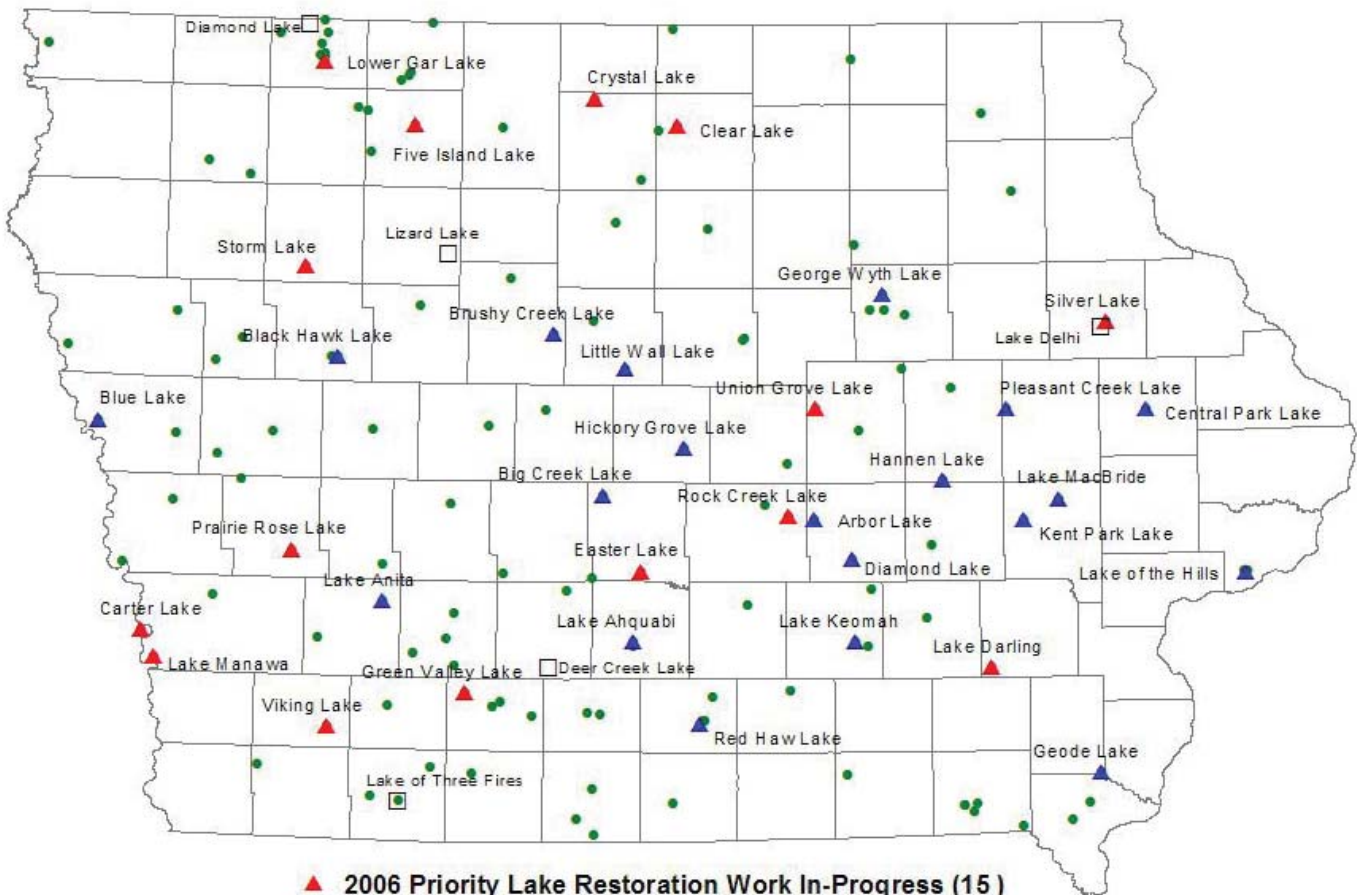 Diamond Lake
Lower Gar Lake
Crystal Lake
Clear Lake
Five Island Lake
Lizard Lake
Storm Lake
George Wyth Lake
Silver Lake
Brushy Creek Lake
Lake Delhi
Black Hawk Lake
Little Wall Lake
Union Grove Lake
Pleasant Creek Lake
Blue Lake
Central Park Lake
Hickory Grove Lake
Hannen Lake
Big Creek Lake
Lake MacBride
Rock Creek Lake
Arbor Lake
Kent Park Lake
Prairie Rose Lake
Easter Lake
Diamond Lake
Lake of the Hills
Lake Anita
Carter Lake
Lake Ahquabi
Lake Keomah
Lake Darling
Lake Manawa
Green Valley Lake
Deer Creek Lake
Viking Lake
Red Haw Lake
Geode Lake
Lake of Three Fires
2006 Priority Lake Restoration Work In-Progress (15 )